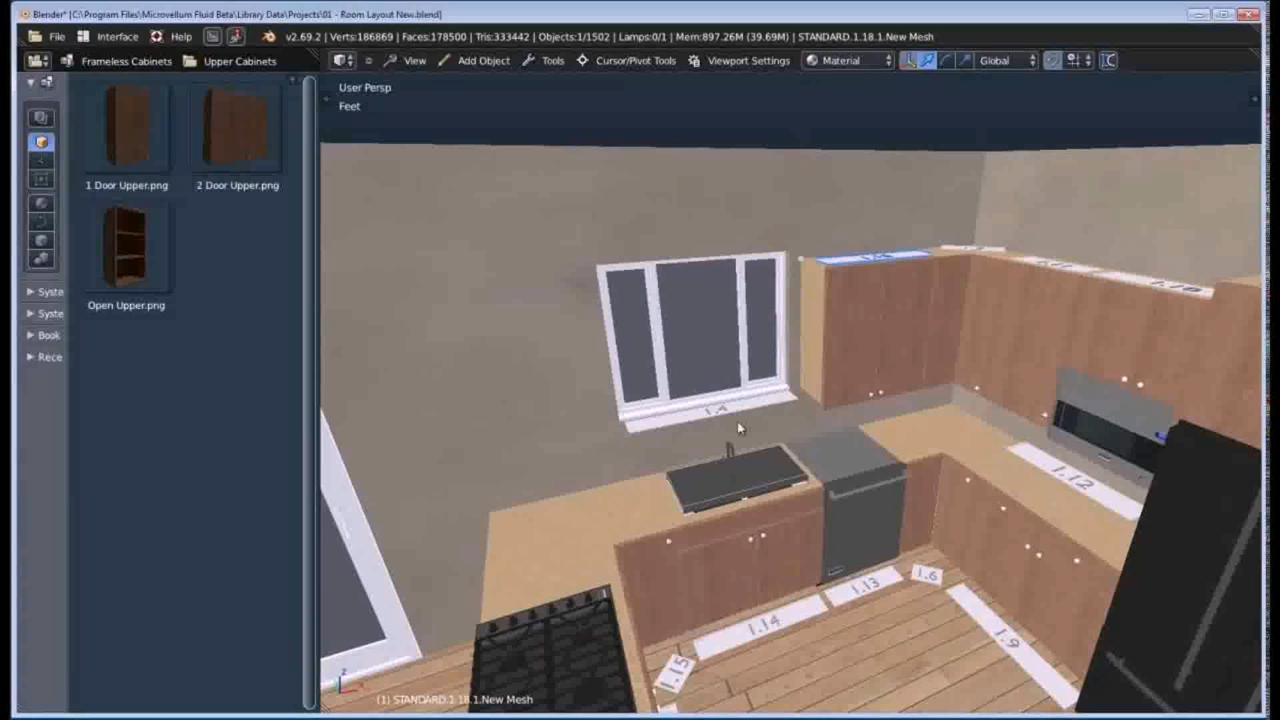 Blender* [C:\Program Files\Microvellum Fluid Beta\Library Data\Projects\01 - Room Layout New.blend]
File Interface Help v2.69.2 | Verts:186869 | Faces:178500 | Tris:333442 | Objects:1/1502 | Lamps:0/1 | Mem:897.26M (39.69M) | STANDARD.1.18.1.New Mesh
Frameless Cabinets Upper Cabinets View Add Object Tools Cursor/Pivot Tools Viewport Settings Material Global
User Persp
Feet
1 Door Upper.png 2 Door Upper.png
Open Upper.png
Syste
Syste
Book
Rece
1.4
1.12
1.6
1.13
1.14
1.9
1.15
(1) STANDARD.1.18.1.New Mesh